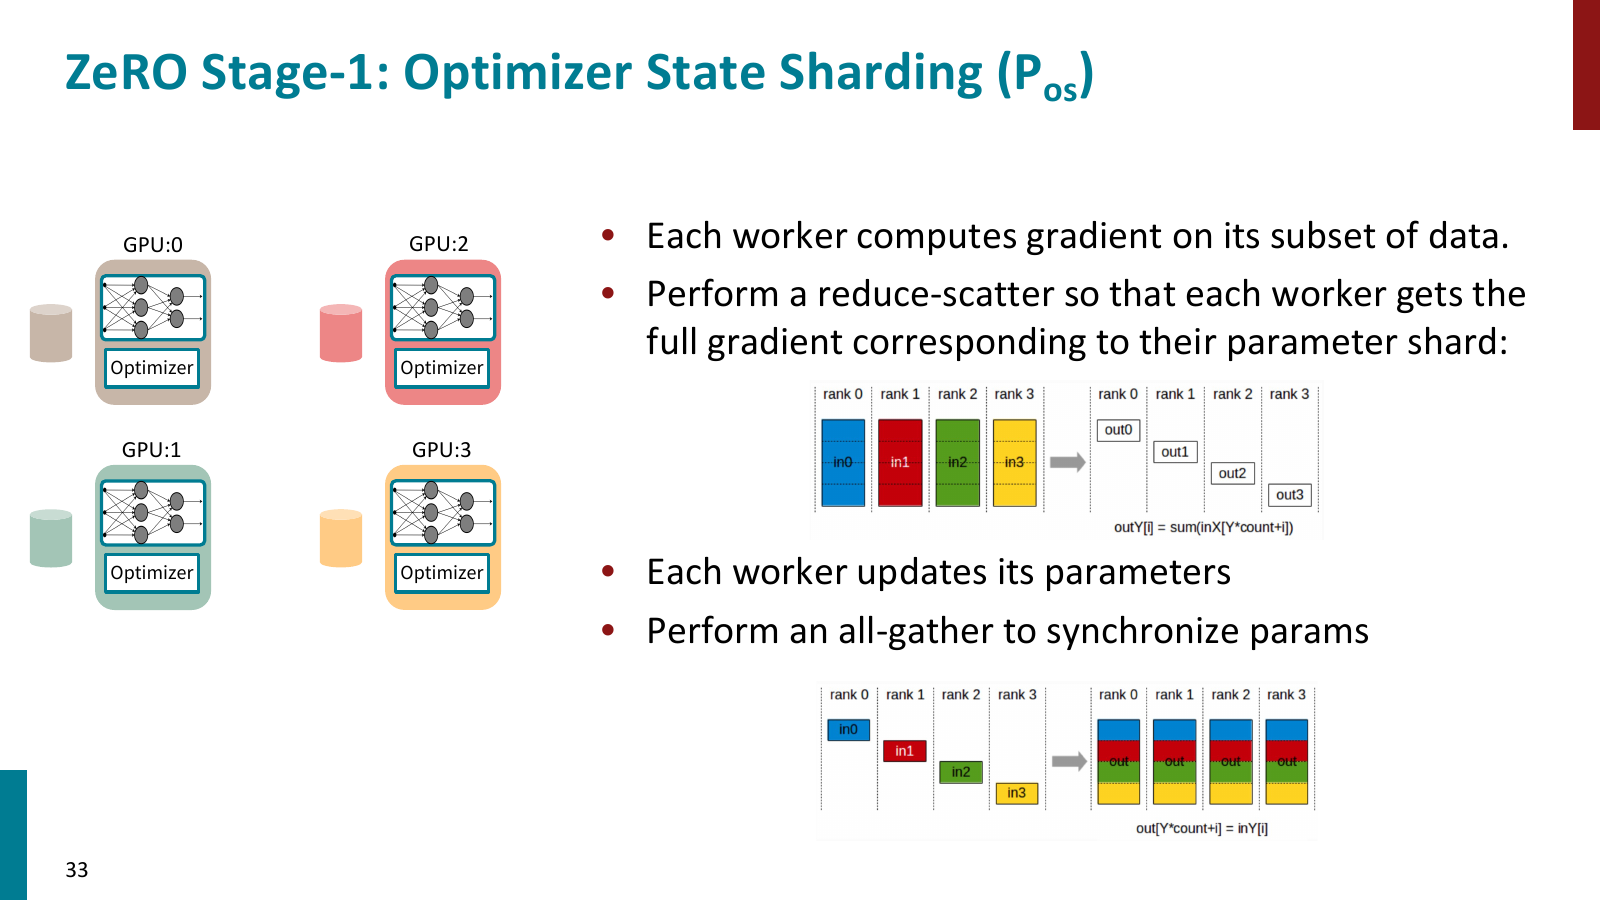 ZeRO Stage-1: Optimizer State Sharding (Pos)
GPU:0
Optimizer
GPU:2
Optimizer
GPU:1
Optimizer
GPU:3
Optimizer
• Each worker computes gradient on its subset of data.
• Perform a reduce-scatter so that each worker gets the
full gradient corresponding to their parameter shard:
rank 0 rank 1 rank 2 rank 3 rank 0 rank 1 rank 2 rank 3
in0 in1 in2 in3
out0
out1
out2
out3
outY[i] = sum(inX[Y*count+i])
• Each worker updates its parameters
• Perform an all-gather to synchronize params
rank 0 rank 1 rank 2 rank 3 rank 0 rank 1 rank 2 rank 3
in0
in1
in2
in3
out out out out
out[Y*count+i] = inY[i]
33